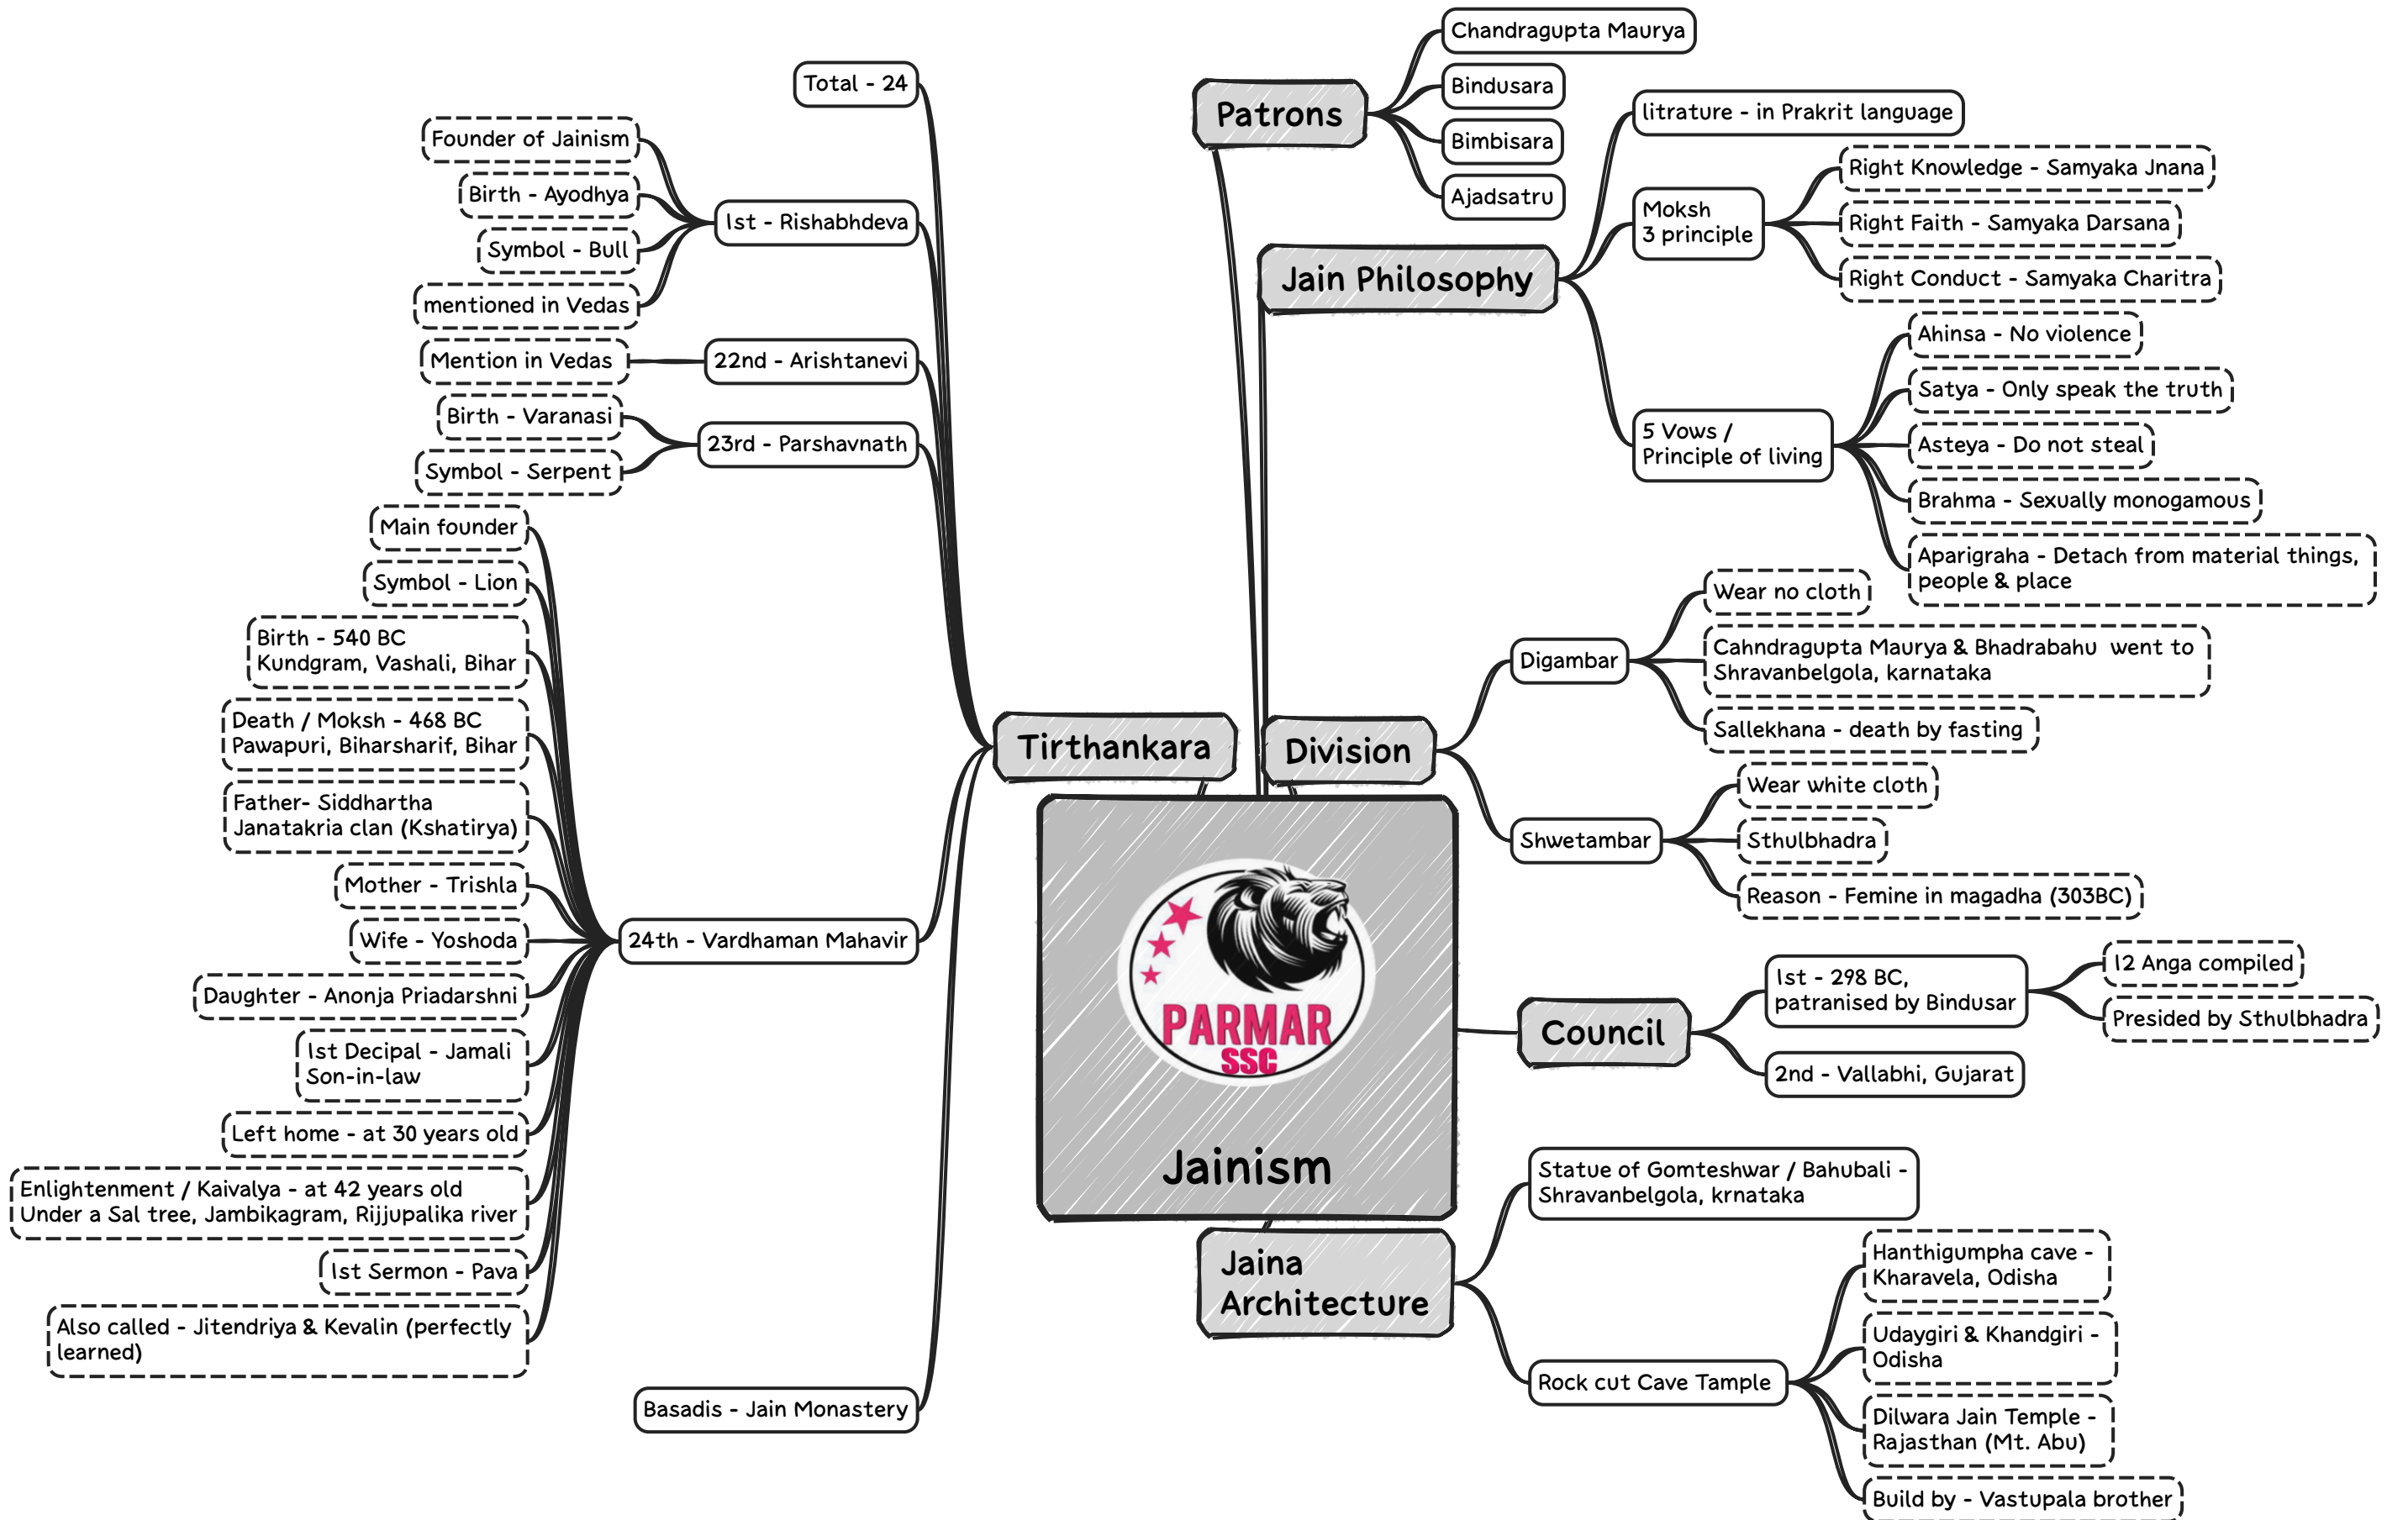 Jainism
PARMAR
SSC
Tirthankara
Total - 24
1st - Rishabhdeva
Founder of Jainism
Birth - Ayodhya
Symbol - Bull
mentioned in Vedas
22nd - Arishtanevi
Mention in Vedas
23rd - Parshavnath
Birth - Varanasi
Symbol - Serpent
24th - Vardhaman Mahavir
Main founder
Symbol - Lion
Birth - 540 BC
Kundgram, Vashali, Bihar
Death / Moksh - 468 BC
Pawapuri, Biharsharif, Bihar
Father- Siddhartha
Janatakria clan (Kshatirya)
Mother - Trishla
Wife - Yoshoda
Daughter - Anonja Priadarshni
1st Decipal - Jamali
Son-in-law
Left home - at 30 years old
Enlightenment / Kaivalya - at 42 years old
Under a Sal tree, Jambikagram, Rijjupalika river
1st Sermon - Pava
Also called - Jitendriya & Kevalin (perfectly
learned)
Basadis - Jain Monastery
Patrons
Chandragupta Maurya
Bindusara
Bimbisara
Ajadsatru
Jain Philosophy
litrature - in Prakrit language
Moksh
3 principle
Right Knowledge - Samyaka Jnana
Right Faith - Samyaka Darsana
Right Conduct - Samyaka Charitra
5 Vows /
Principle of living
Ahinsa - No violence
Satya - Only speak the truth
Asteya - Do not steal
Brahma - Sexually monogamous
Aparigraha - Detach from material things,
people & place
Division
Digambar
Wear no cloth
Cahndragupta Maurya & Bhadrabahu went to
Shravanbelgola, karnataka
Sallekhana - death by fasting
Shwetambar
Wear white cloth
Sthulbhadra
Reason - Femine in magadha (303BC)
Council
1st - 298 BC,
patranised by Bindusar
12 Anga compiled
Presided by Sthulbhadra
2nd - Vallabhi, Gujarat
Jaina
Architecture
Statue of Gomteshwar / Bahubali -
Shravanbelgola, krnataka
Rock cut Cave Tample
Hanthigumpha cave -
Kharavela, Odisha
Udaygiri & Khandgiri -
Odisha
Dilwara Jain Temple -
Rajasthan (Mt. Abu)
Build by - Vastupala brother